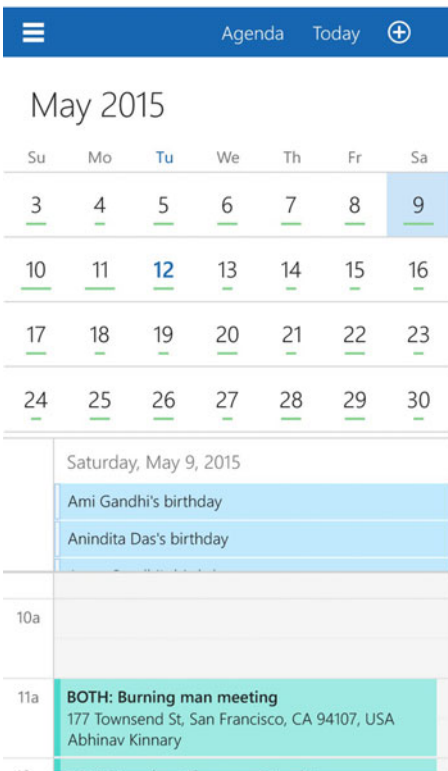 Agenda Today
May 2015
Su Mo Tu We Th Fr Sa
3 4 5 6 7 8 9
10 11 12 13 14 15 16
17 18 19 20 21 22 23
24 25 26 27 28 29 30
Saturday, May 9, 2015
Ami Gandhi's birthday
Anindita Das's birthday
10a
11a BOTH: Burning man meeting
177 Townsend St, San Francisco, CA 94107, USA
Abhinav Kinnary